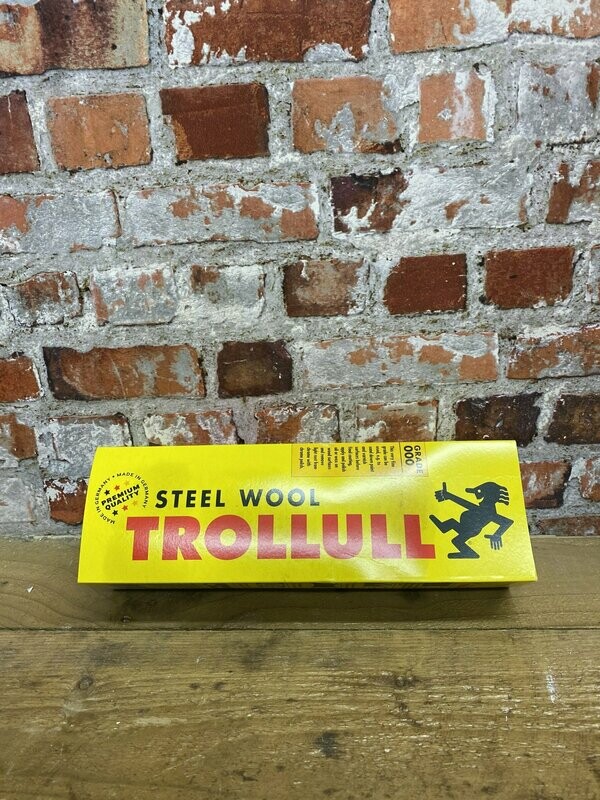 MADE IN GERMANY • MADE IN GERMANY •
PREMIUM
QUALITY
STEEL WOOL
TROLLULL
GRADE
000